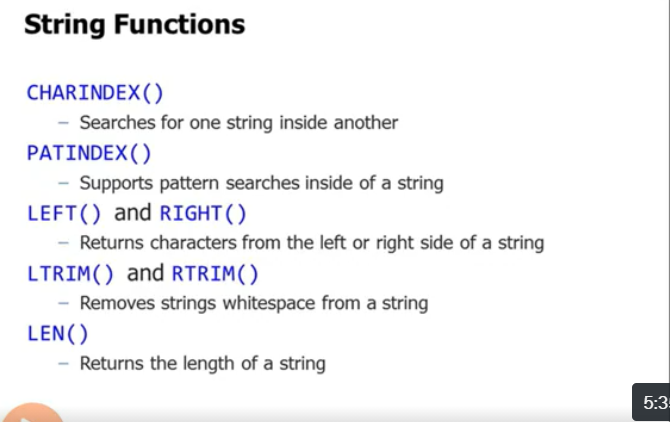 String Functions
CHARINDEX()
– Searches for one string inside another
PATINDEX()
– Supports pattern searches inside of a string
LEFT() and RIGHT()
– Returns characters from the left or right side of a string
LTRIM() and RTRIM()
– Removes strings whitespace from a string
LEN()
– Returns the length of a string